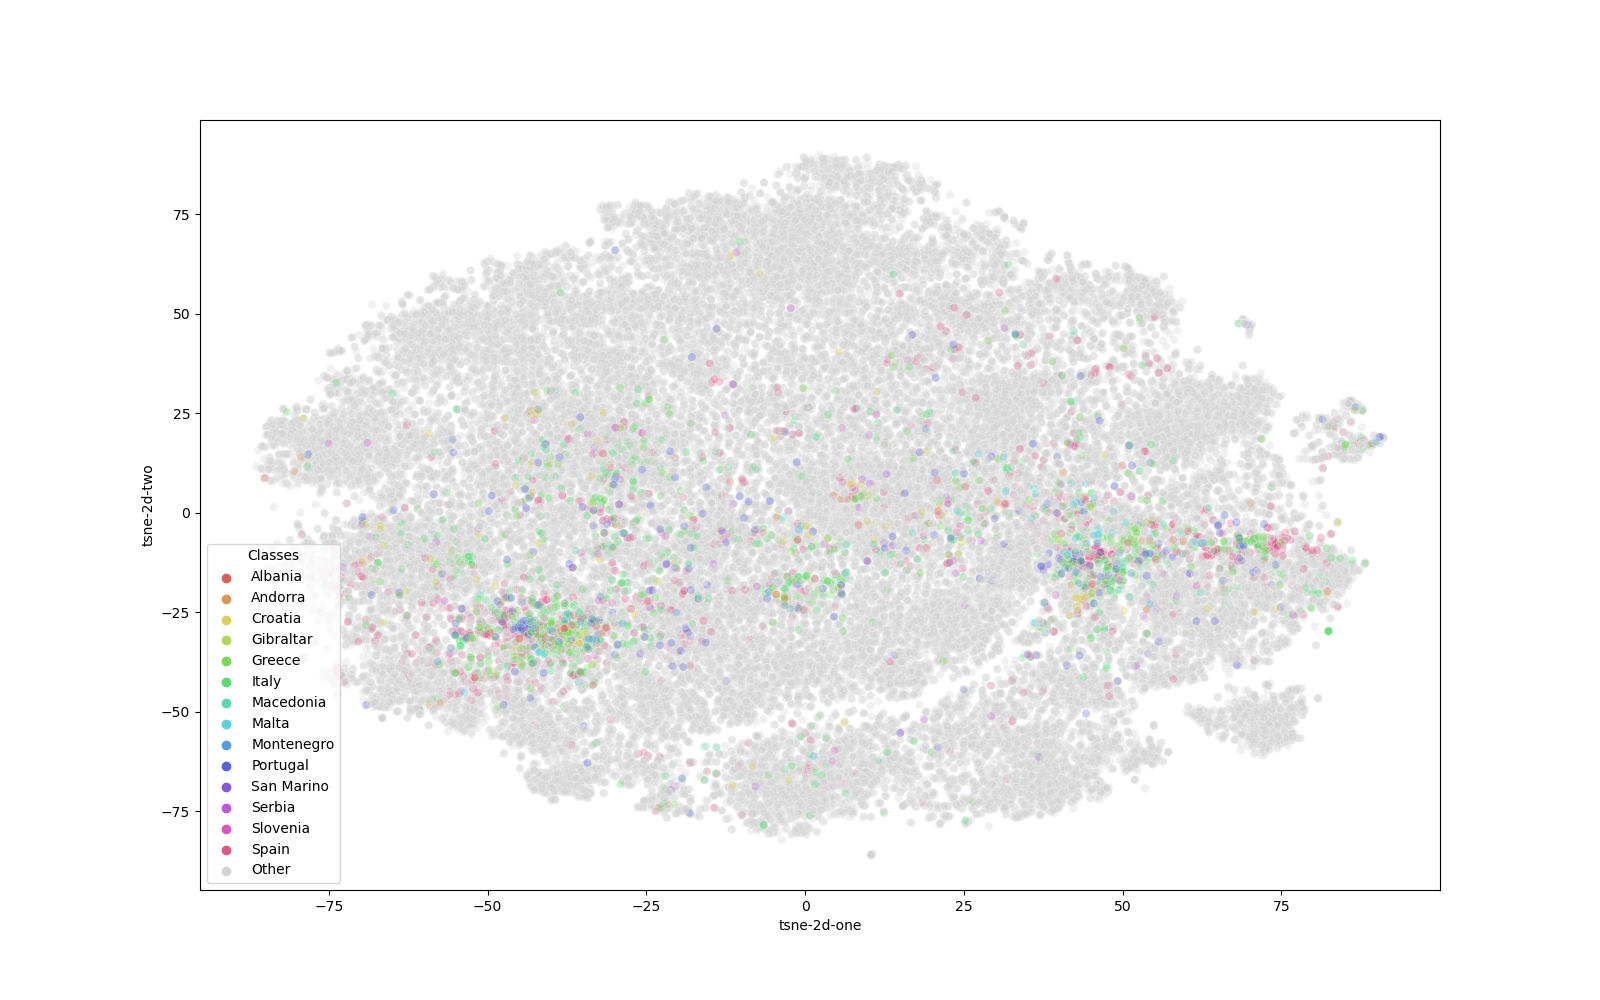 75
50
25
0
−25
−50
−75
tsne-2d-two
Classes
Albania
Andorra
Croatia
Gibraltar
Greece
Italy
Macedonia
Malta
Montenegro
Portugal
San Marino
Serbia
Slovenia
Spain
Other
−75 −50 −25 0 25 50 75
tsne-2d-one